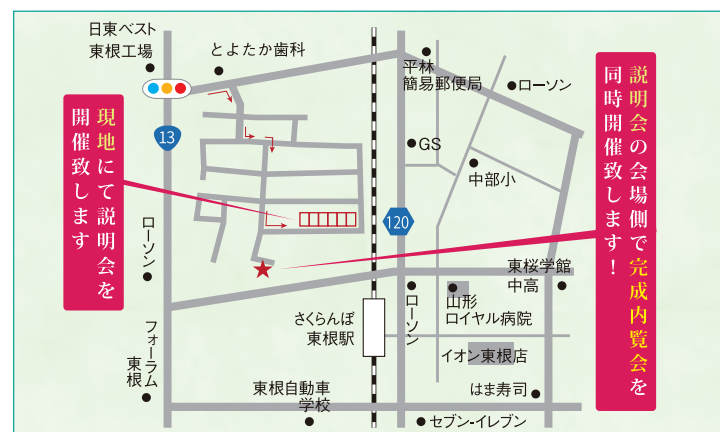 日東ベスト
東根工場
とよたか歯科
平林
簡易郵便局
ローソン
説明会の会場側で完成内覧会を
同時開催致します！
現地にて説明会を
開催致します
13
GS
中部小
120
ローソン
東桜学館
中高
ローソン
山形
ロイヤル病院
さくらんぼ
東根駅
イオン東根店
フォーラム
東根
はま寿司
東根自動車
学校
セブン-イレブン